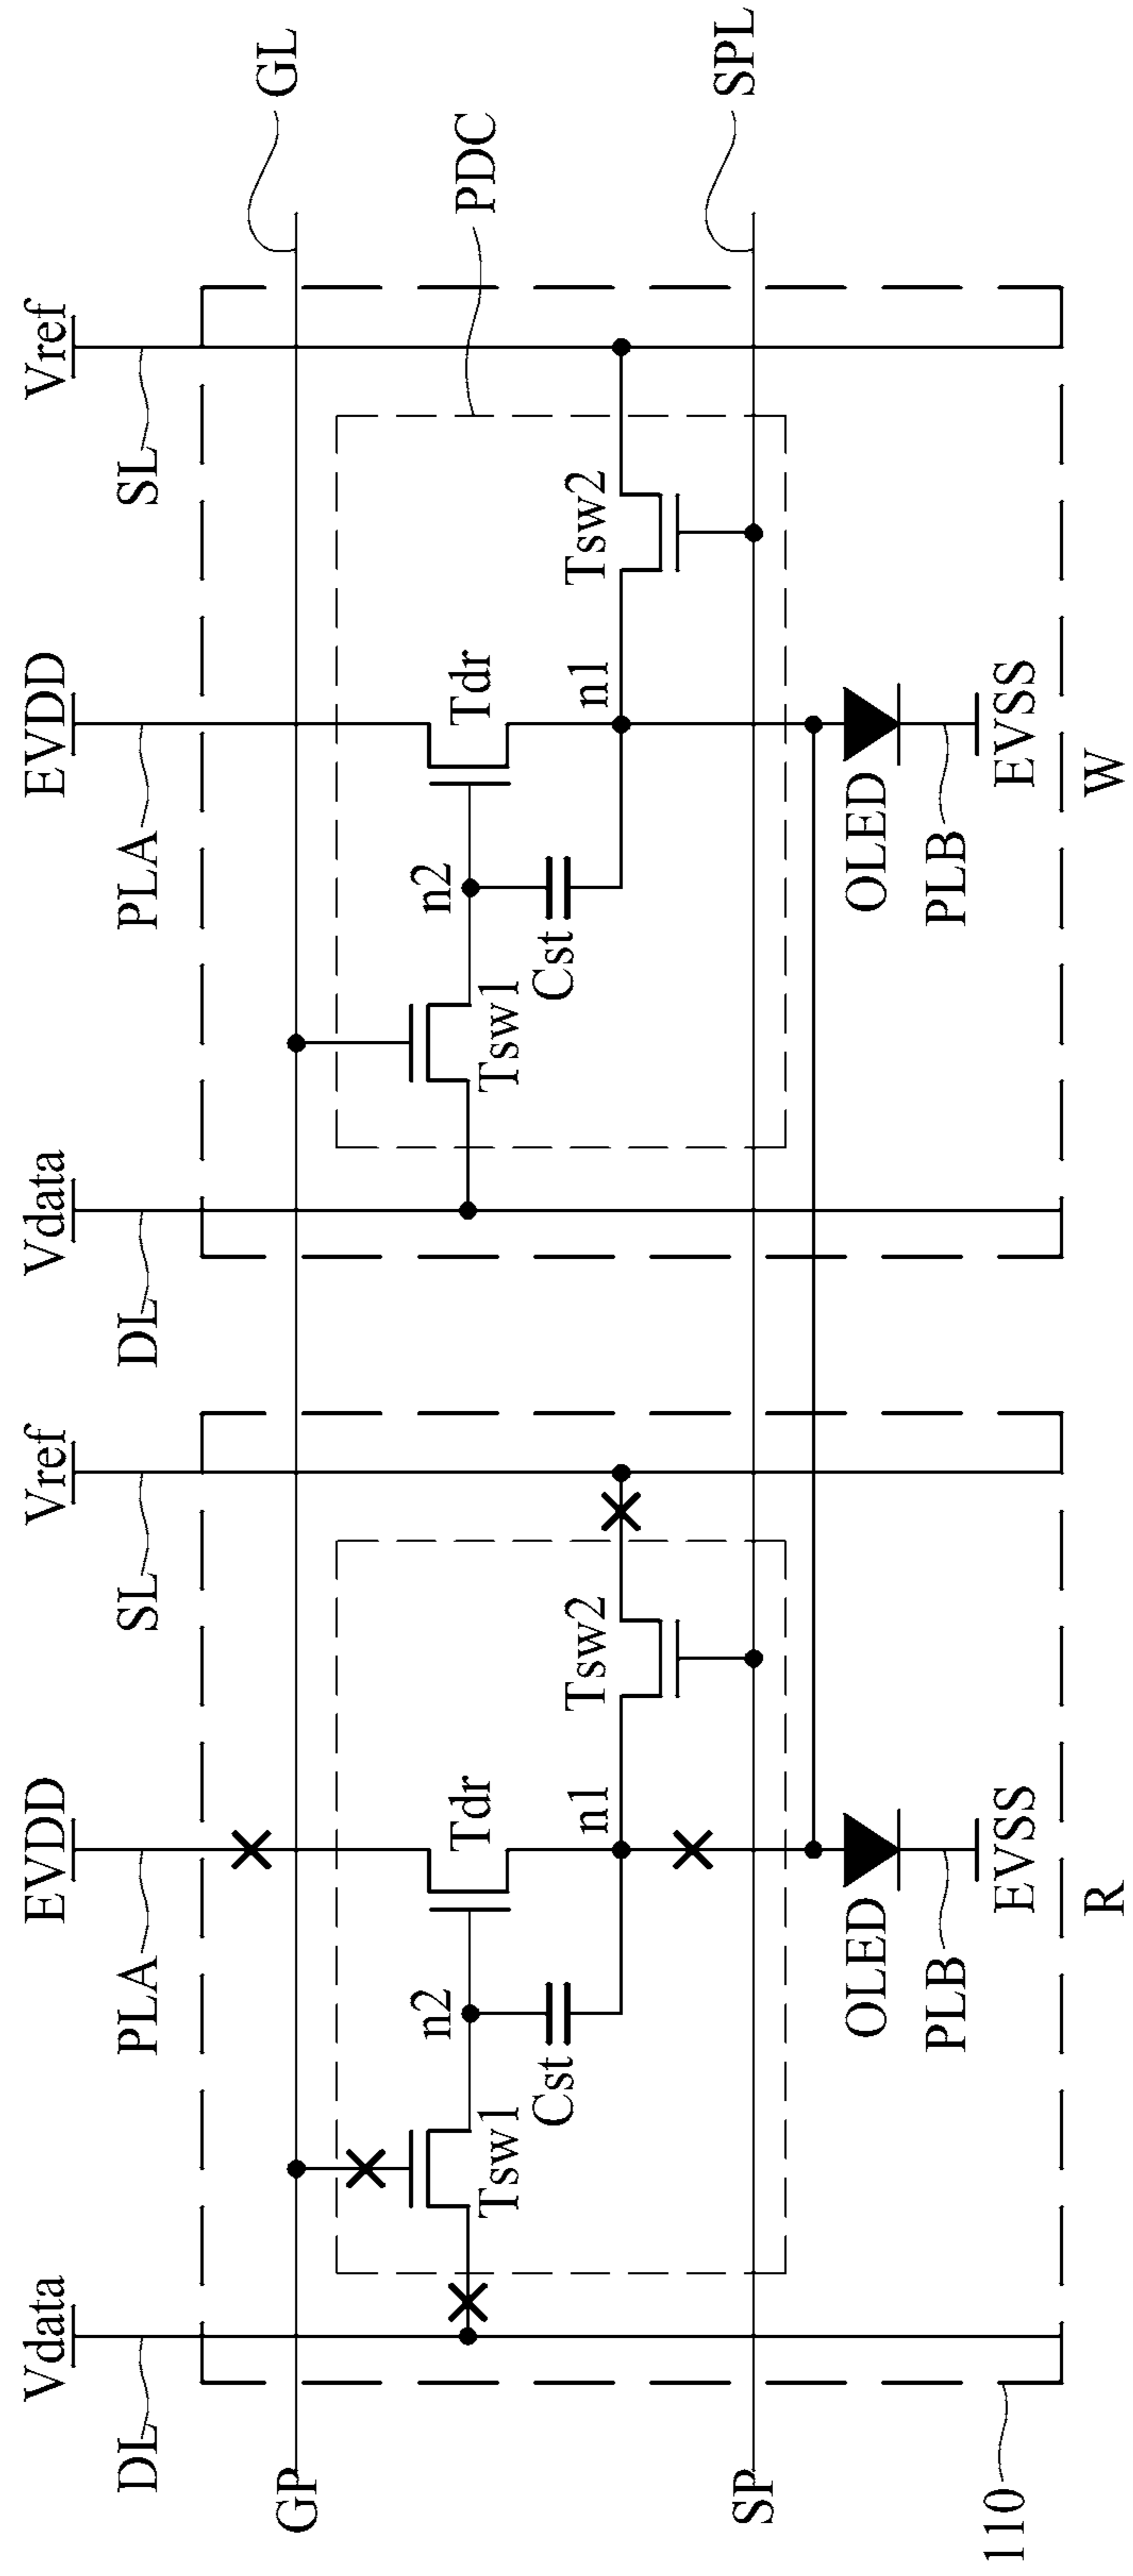 Vdata
EVDD
Vref
Vdata
EVDD
Vref
DL
PLA
SL
DL
PLA
SL
GP
GL
PDC
Tsw1
n2
Tdr
Tsw1
n2
Tdr
Cst
n1
Tsw2
Cst
n1
Tsw2
SP
SPL
OLED
OLED
PLB
PLB
110
EVSS
EVSS
R
W